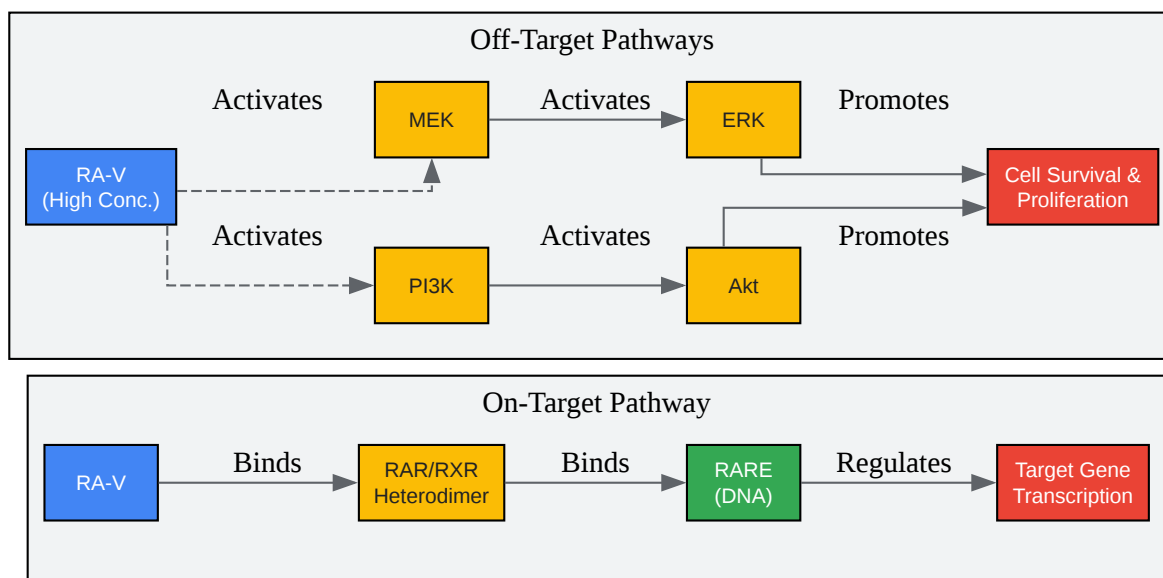 Off-Target Pathways
Activates
Activates
Promotes
MEK
ERK
RA-V
(High Conc.)
Cell Survival &
Proliferation
Activates
Activates
Promotes
PI3K
Akt
On-Target Pathway
Binds
Binds
Regulates
RA-V
RAR/RXR
Heterodimer
RARE
(DNA)
Target Gene
Transcription